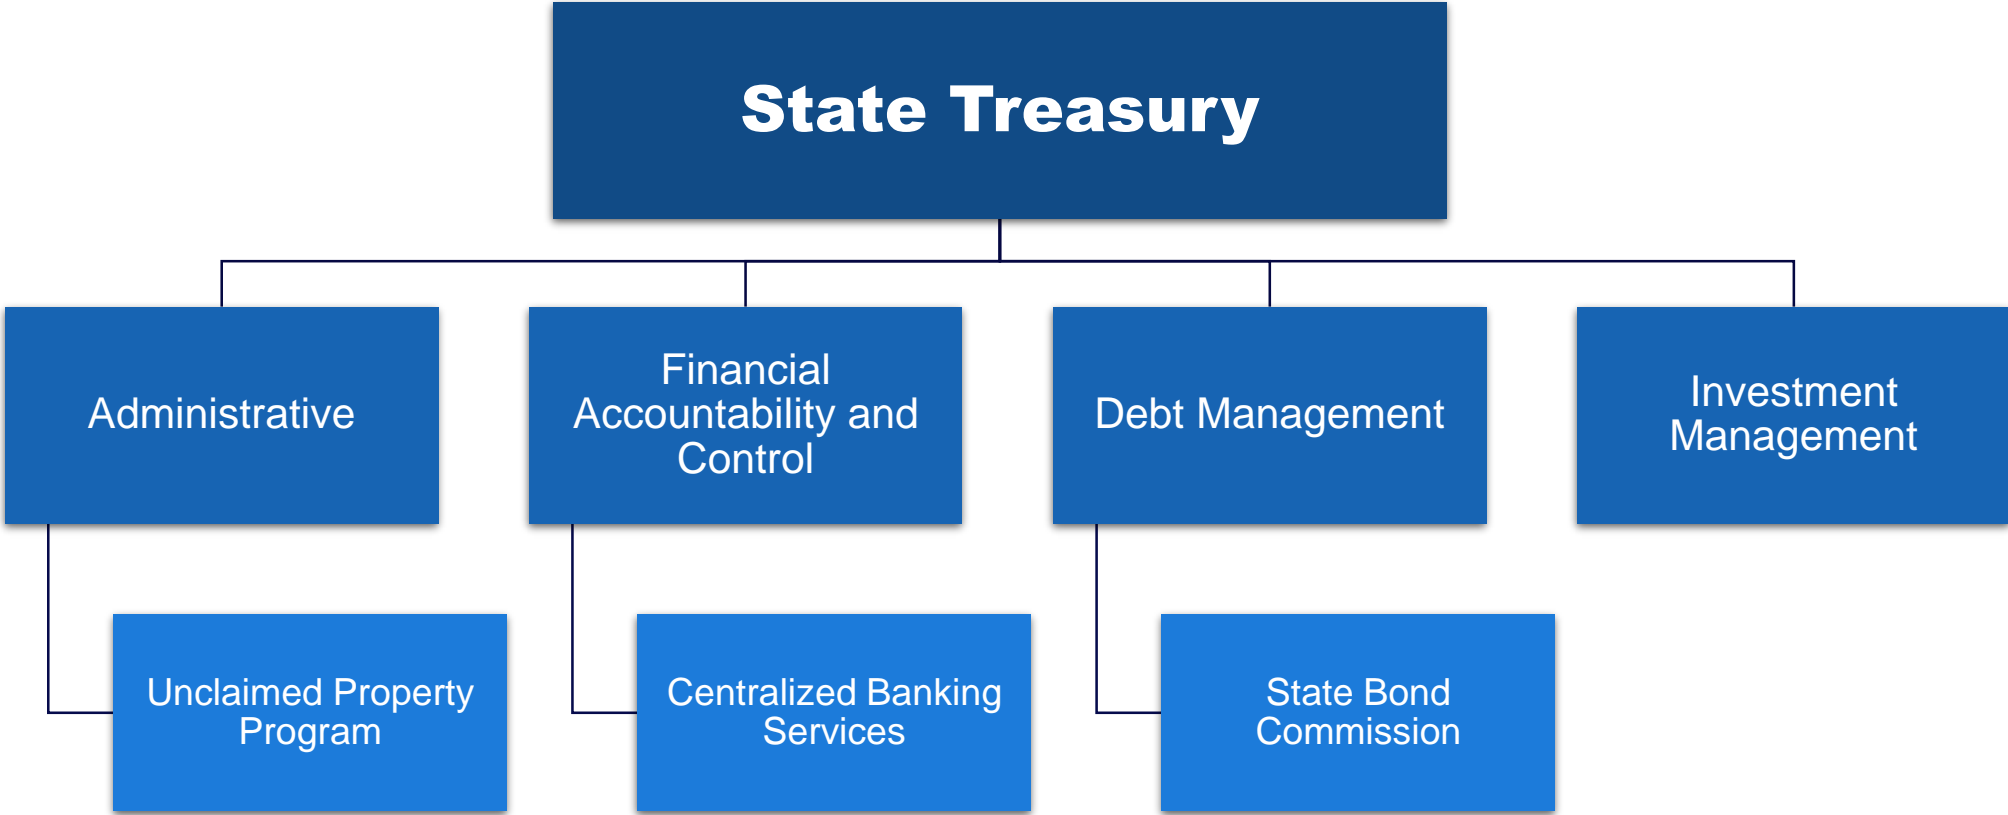 State Treasury
Administrative
Financial
Accountability and
Control
Debt Management
Investment
Management
Unclaimed Property
Program
Centralized Banking
Services
State Bond
Commission